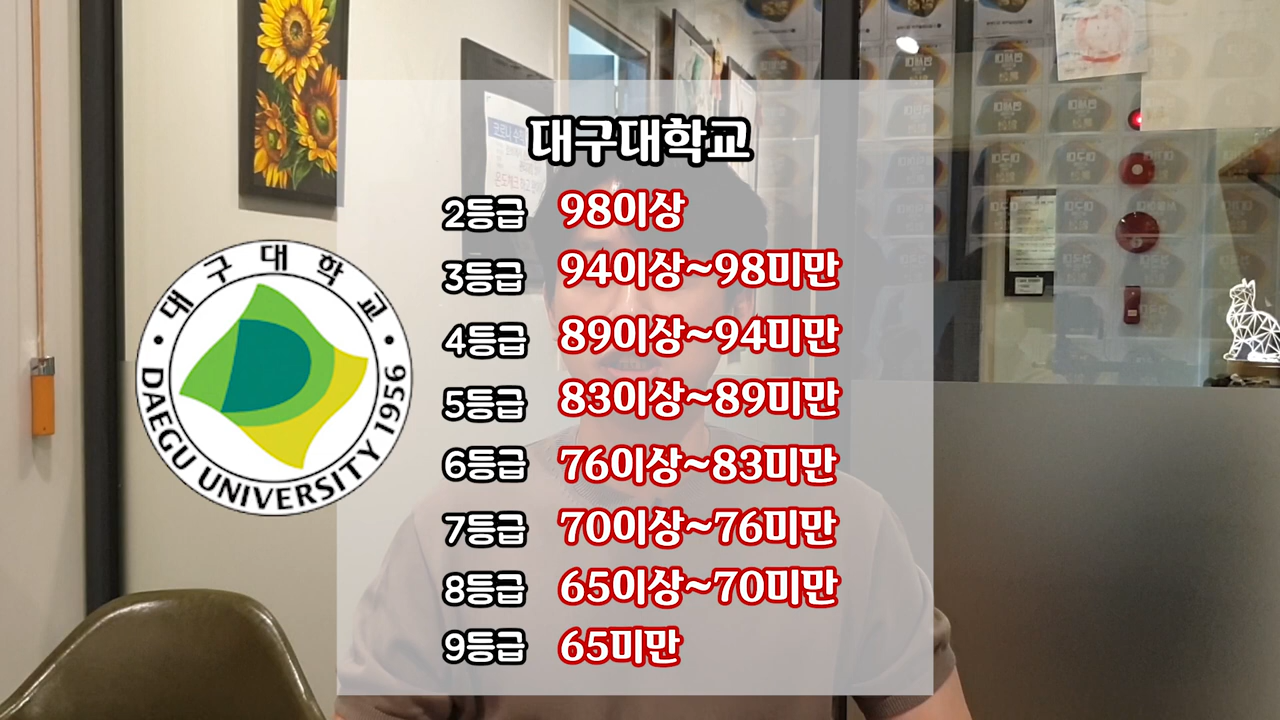 대구대학교
2등급 98이상
3등급 94이상~98미만
4등급 89이상~94미만
5등급 83이상~89미만
6등급 76이상~83미만
7등급 70이상~76미만
8등급 65이상~70미만
9등급 65미만
대구대학교
DAEGU UNIVERSITY 1956